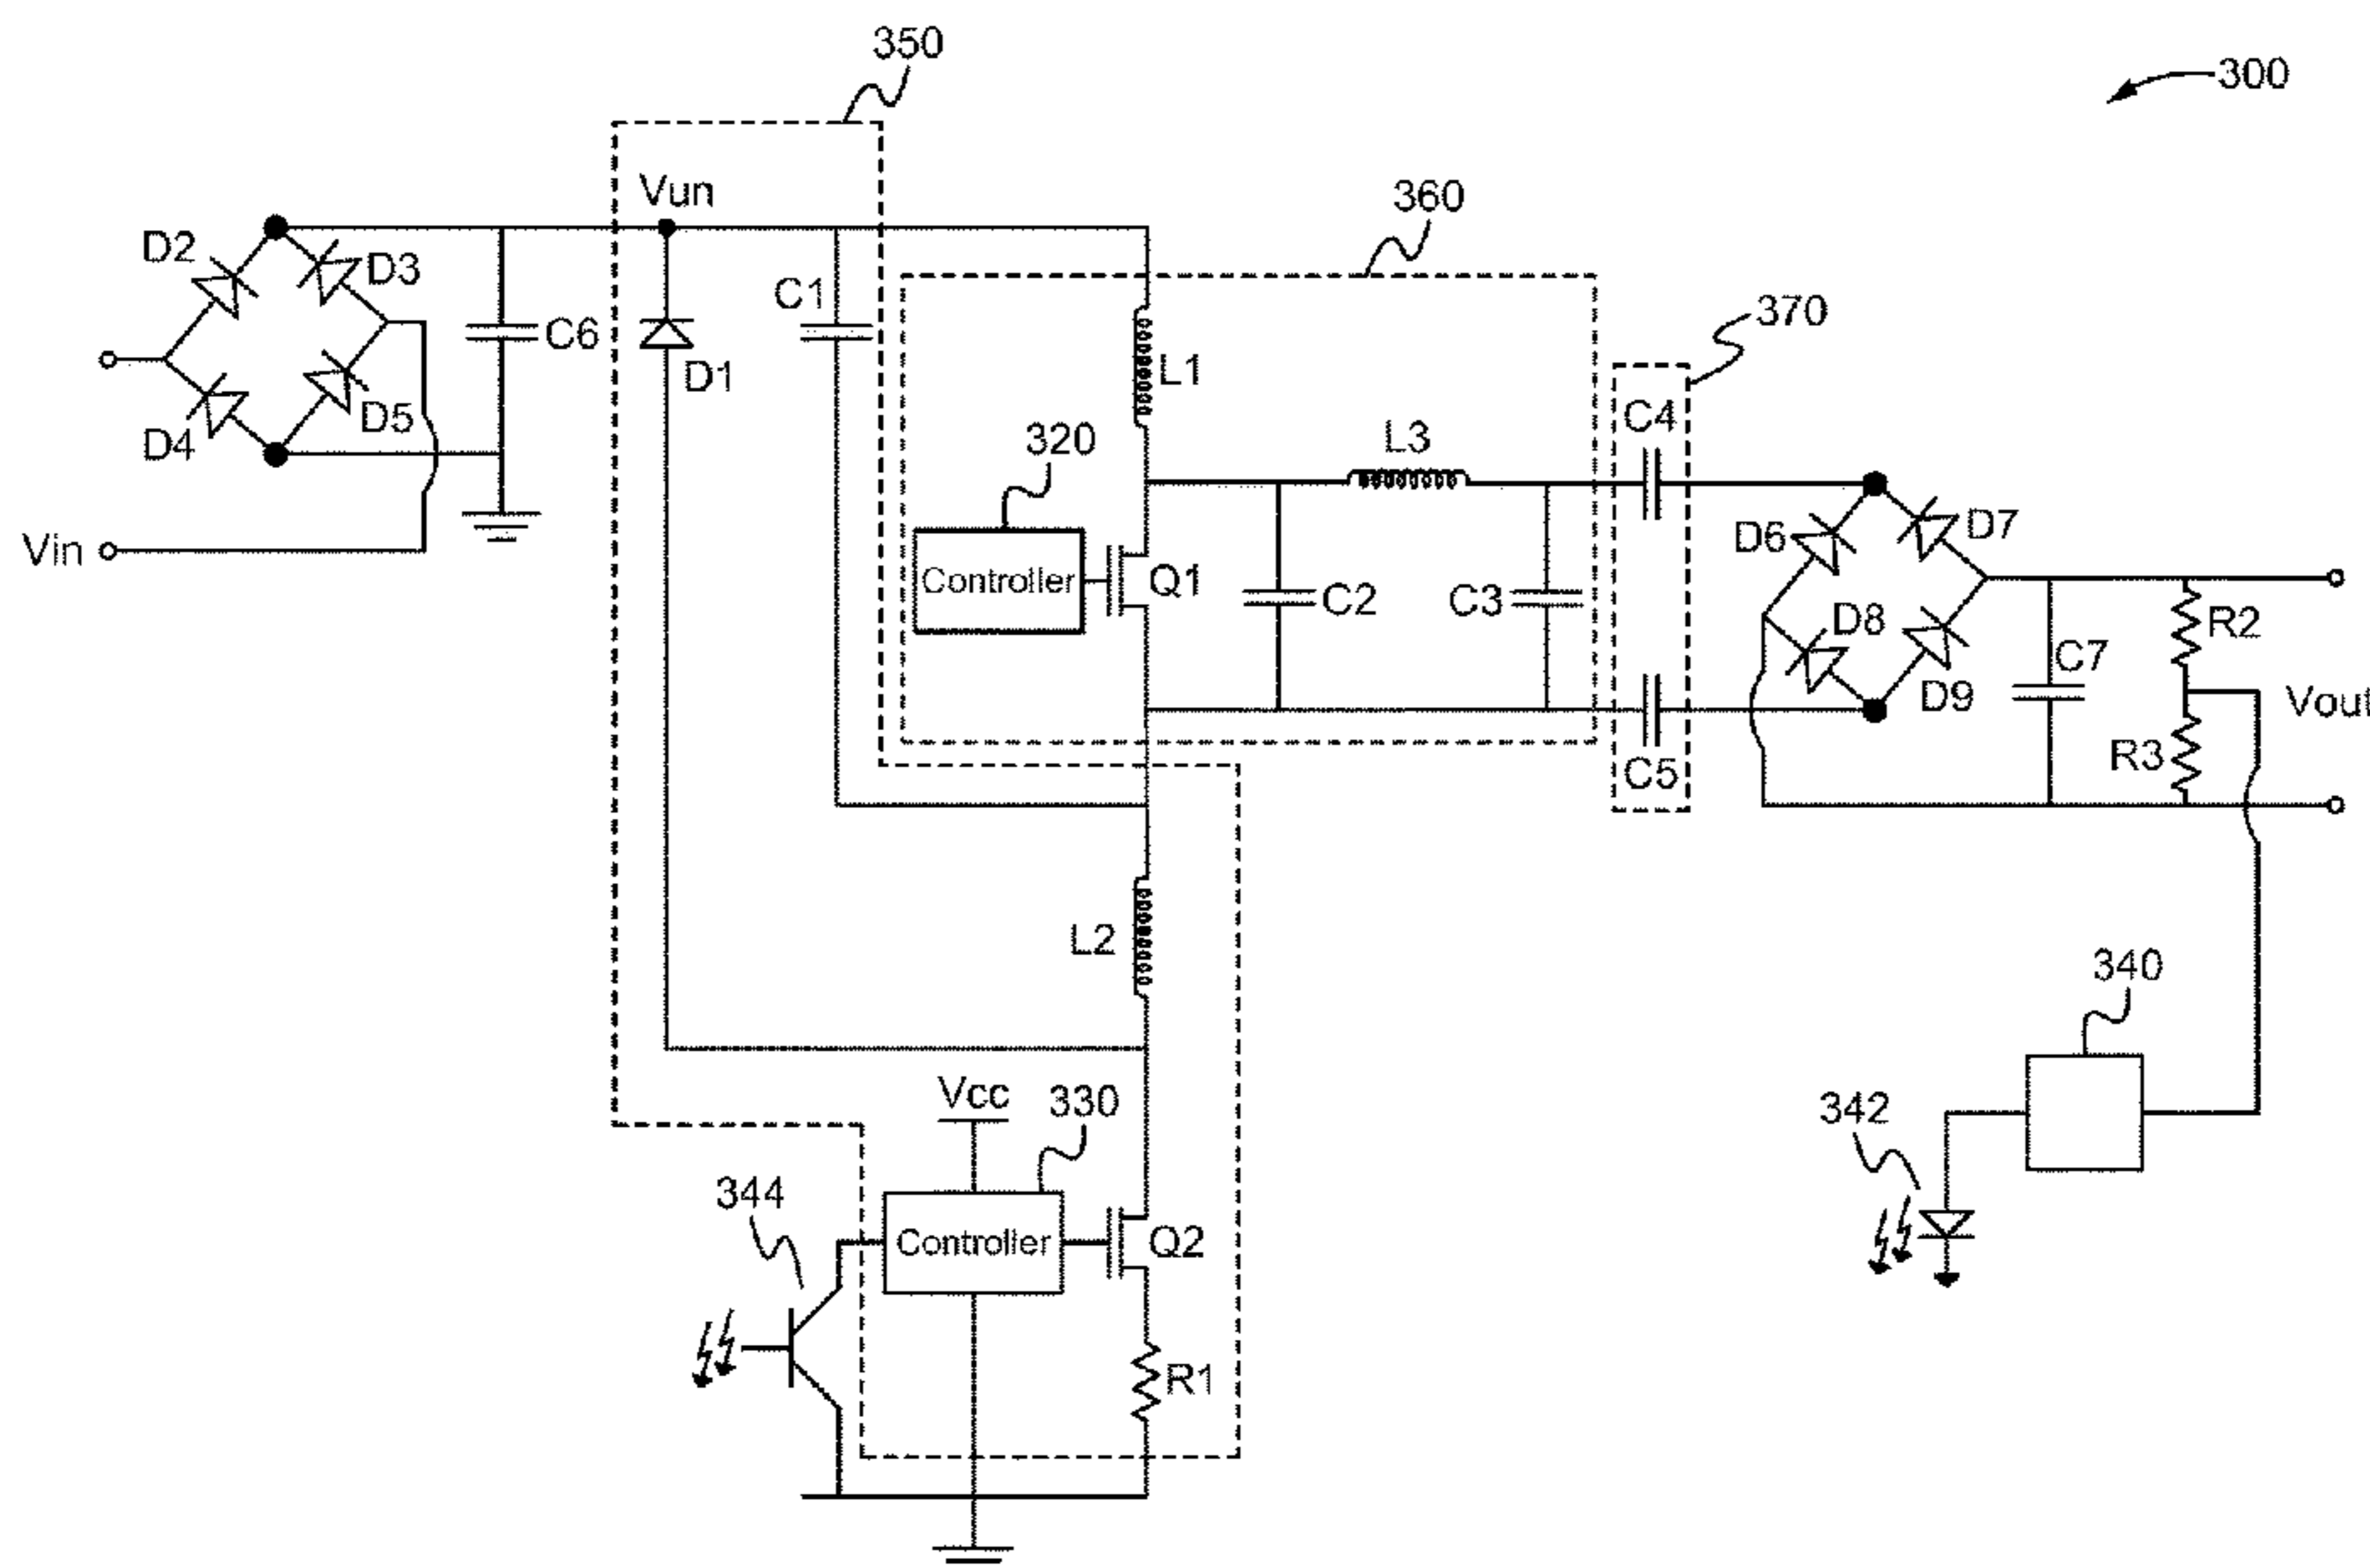 350
300
Vun
360
D2
D3
C1
370
C6
D1
L1
C4
D4
D5
320
L3
Vin
Controller
Q1
C2
C3
D6
D7
D8
R2
C7
D9
Vout
R3
C5
L2
340
Vcc
330
342
344
Controller
Q2
R1